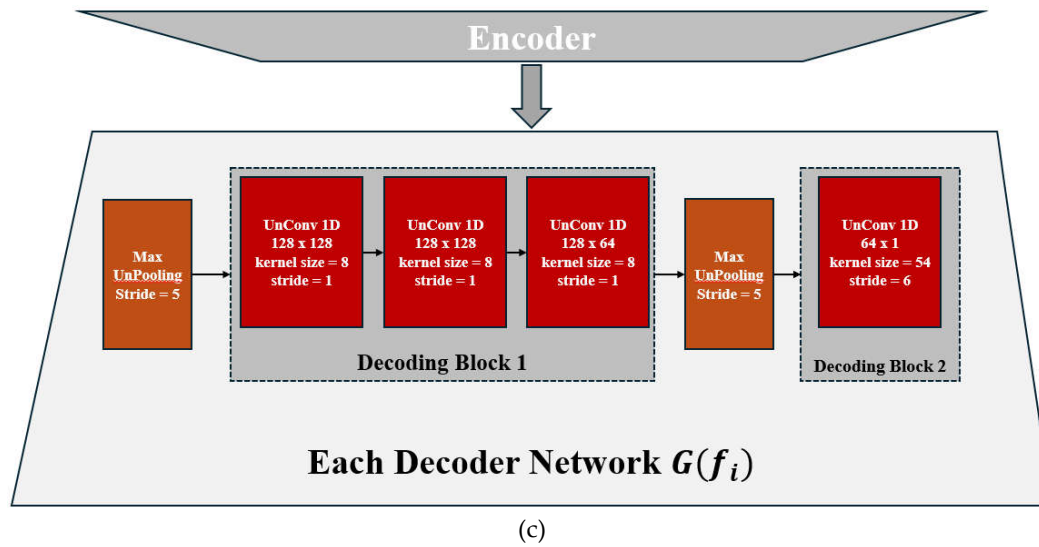 Encoder
Max
UnPooling
Stride = 5
UnConv 1D
128 x 128
kernel size = 8
stride = 1
UnConv 1D
128 x 128
kernel size = 8
stride = 1
UnConv 1D
128 x 64
kernel size = 8
stride = 1
Decoding Block 1
Max
UnPooling
Stride = 5
UnConv 1D
64 x 1
kernel size = 54
stride = 6
Decoding Block 2
Each Decoder Network G(f_i)
(c)